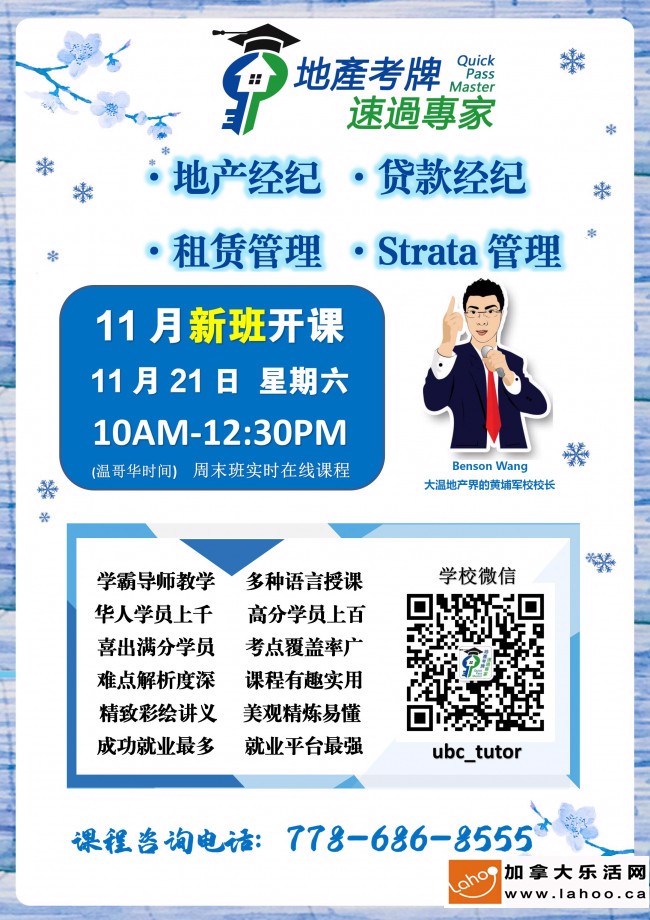 地產考牌
Quick
Pass
Master
速過專家
·地产经纪 ·贷款经纪
·租赁管理 ·Strata 管理
11月新班开课
11月21日 星期六
10AM-12:30PM
(温哥华时间) 周末班实时在线课程
Benson Wang
大温地产界的黄埔军校校长
学霸导师教学 多种语言授课
华人学员上千 高分学员上百
喜出满分学员 考点覆盖率广
难点解析度深 课程有趣实用
精致彩绘讲义 美观精炼易懂
成功就业最多 就业平台最强
学校微信
ubc_tutor
课程咨询电话: 778-686-8555
Lahoo
加拿大乐活网
www.lahoo.ca